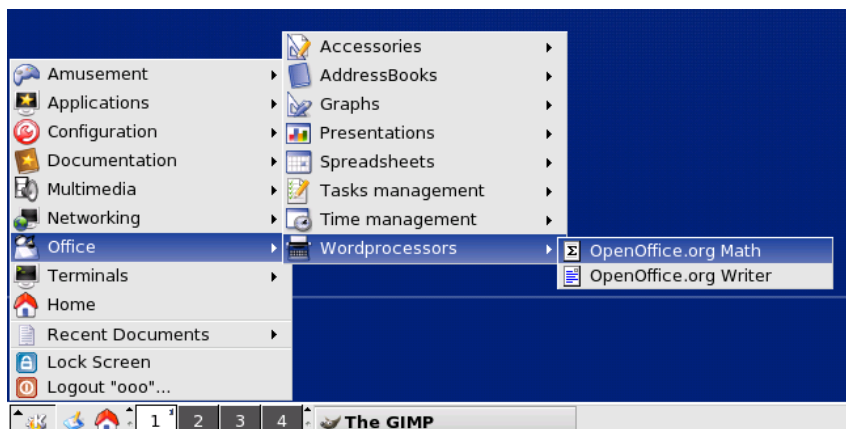 Amusement
Applications
Configuration
Documentation
Multimedia
Networking
Office
Terminals
Home
Recent Documents
Lock Screen
Logout "ooo"...
Accessories
AddressBooks
Graphs
Presentations
Spreadsheets
Tasks management
Time management
Wordprocessors
OpenOffice.org Math
OpenOffice.org Writer
1 2 3 4 The GIMP